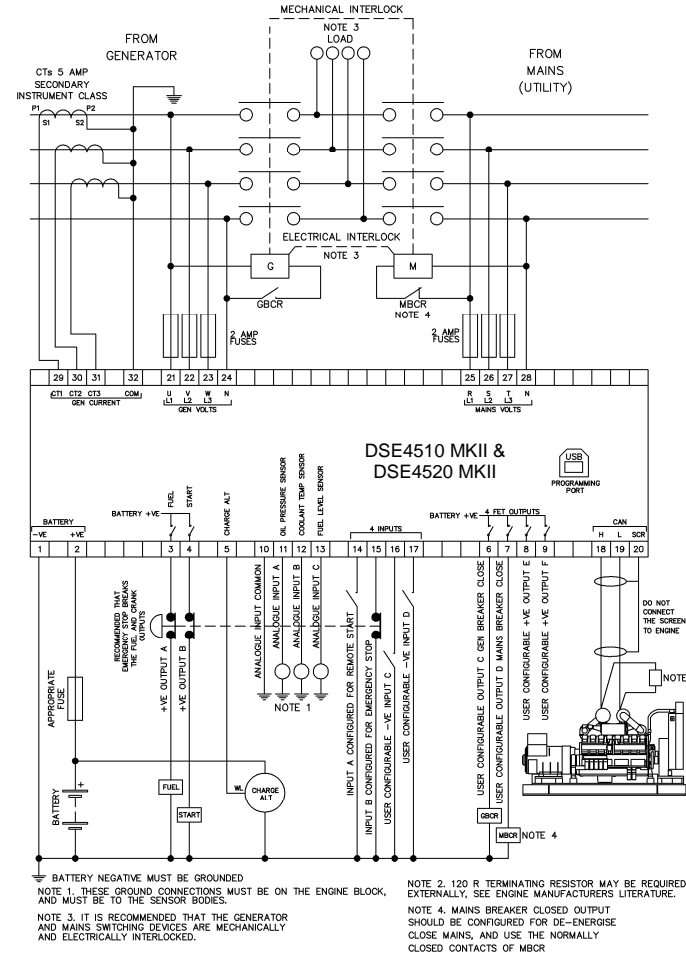 MECHANICAL INTERLOCK
NOTE 3
LOAD
FROM
GENERATOR
FROM
MAINS
(UTILITY)
CTs 5 AMP
SECONDARY
INSTRUMENT CLASS
P1
P2
S1
S2
ELECTRICAL INTERLOCK
NOTE 3
G
M
GBCR
MBCR
NOTE 4
2 AMP
FUSES
2 AMP
FUSES
29 30 31 32 21 22 23 24 25 26 27 28
CT1 CT2 CT3 COM
GEN CURRENT
U V W N
L1 L2 L3
GEN VOLTS
R S T N
L1 L2 L3
MAINS VOLTS
DSE4510 MKII &
DSE4520 MKII
USB
PROGRAMMING
PORT
BATTERY +VE
FUEL
START
CHARGE ALT
OIL PRESSURE SENSOR
COOLANT TEMP SENSOR
FUEL LEVEL SENSOR
4 INPUTS
BATTERY +VE
4 FET OUTPUTS
BATTERY
-VE +VE
CAN
H L SCR
1 2 3 4 5 10 11 12 13 14 15 16 17 6 7 8 9 18 19 20
RECOMMENDED THAT
EMERGENCY STOP BREAKS
THE FUEL AND CRANK
OUTPUTS
+VE OUTPUT A
+VE OUTPUT B
ANALOGUE INPUT COMMON
ANALOGUE INPUT A
ANALOGUE INPUT B
ANALOGUE INPUT C
NOTE 1
INPUT A CONFIGURED FOR REMOTE START
INPUT B CONFIGURED FOR EMERGENCY STOP
USER CONFIGURABLE -VE INPUT C
USER CONFIGURABLE -VE INPUT D
USER CONFIGURABLE OUTPUT C GEN BREAKER CLOSE
USER CONFIGURABLE OUTPUT D MAINS BREAKER CLOSE
USER CONFIGURABLE +VE OUTPUT E
USER CONFIGURABLE +VE OUTPUT F
DO NOT
CONNECT
THE SCREEN
TO ENGINE
NOTE
APPROPRIATE
FUSE
BATTERY
+
-
FUEL
START
WL
CHARGE
ALT
GBCR
MBCR
NOTE 4
BATTERY NEGATIVE MUST BE GROUNDED
NOTE 1. THESE GROUND CONNECTIONS MUST BE ON THE ENGINE BLOCK,
AND MUST BE TO THE SENSOR BODIES.
NOTE 3. IT IS RECOMMENDED THAT THE GENERATOR
AND MAINS SWITCHING DEVICES ARE MECHANICALLY
AND ELECTRICALLY INTERLOCKED.
NOTE 2. 120 R TERMINATING RESISTOR MAY BE REQUIRED
EXTERNALLY, SEE ENGINE MANUFACTURERS LITERATURE.
NOTE 4. MAINS BREAKER CLOSED OUTPUT
SHOULD BE CONFIGURED FOR DE-ENERGISE
CLOSE MAINS, AND USE THE NORMALLY
CLOSED CONTACTS OF MBCR